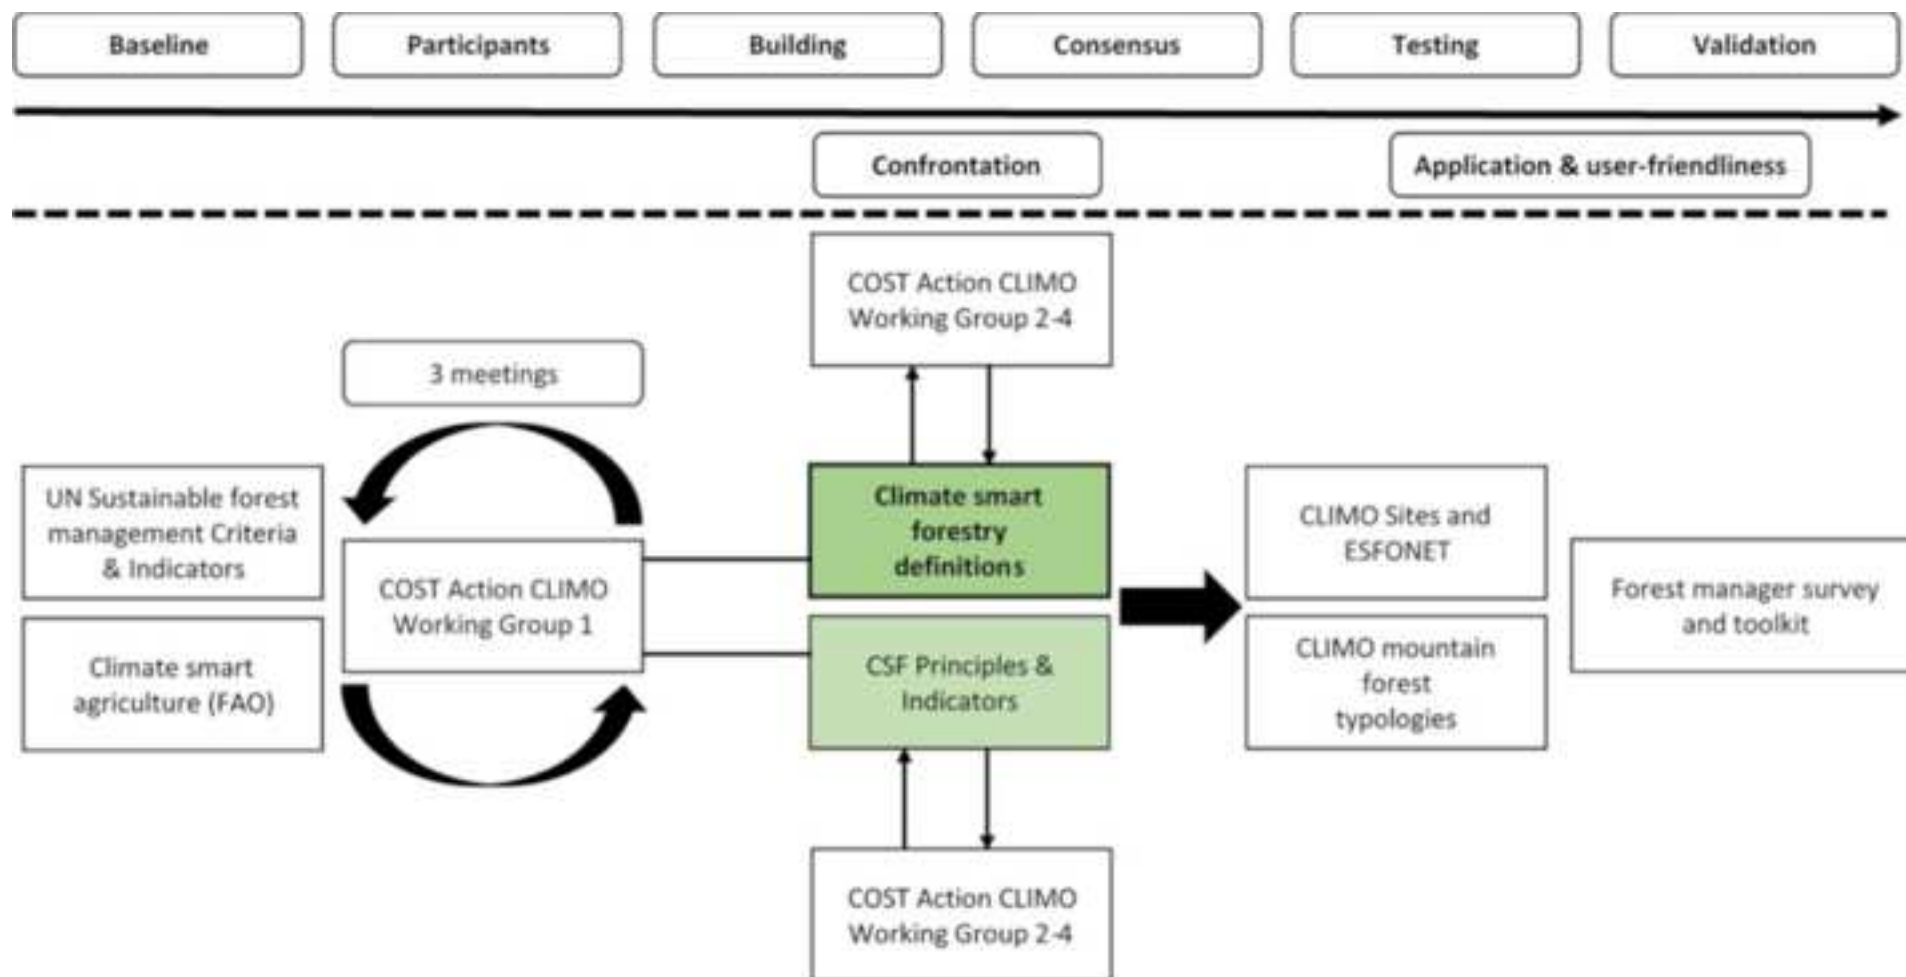 Baseline
Participants
Building
Consensus
Testing
Validation
Confrontation
Application & user-friendliness
COST Action CLIMO
Working Group 2-4
3 meetings
UN Sustainable forest
management Criteria
& Indicators
Climate smart
agriculture (FAO)
COST Action CLIMO
Working Group 1
Climate smart
forestry
definitions
CSF Principles &
Indicators
CLIMO Sites and
ESFONET
CLIMO mountain
forest
typologies
Forest manager survey
and toolkit
COST Action CLIMO
Working Group 2-4